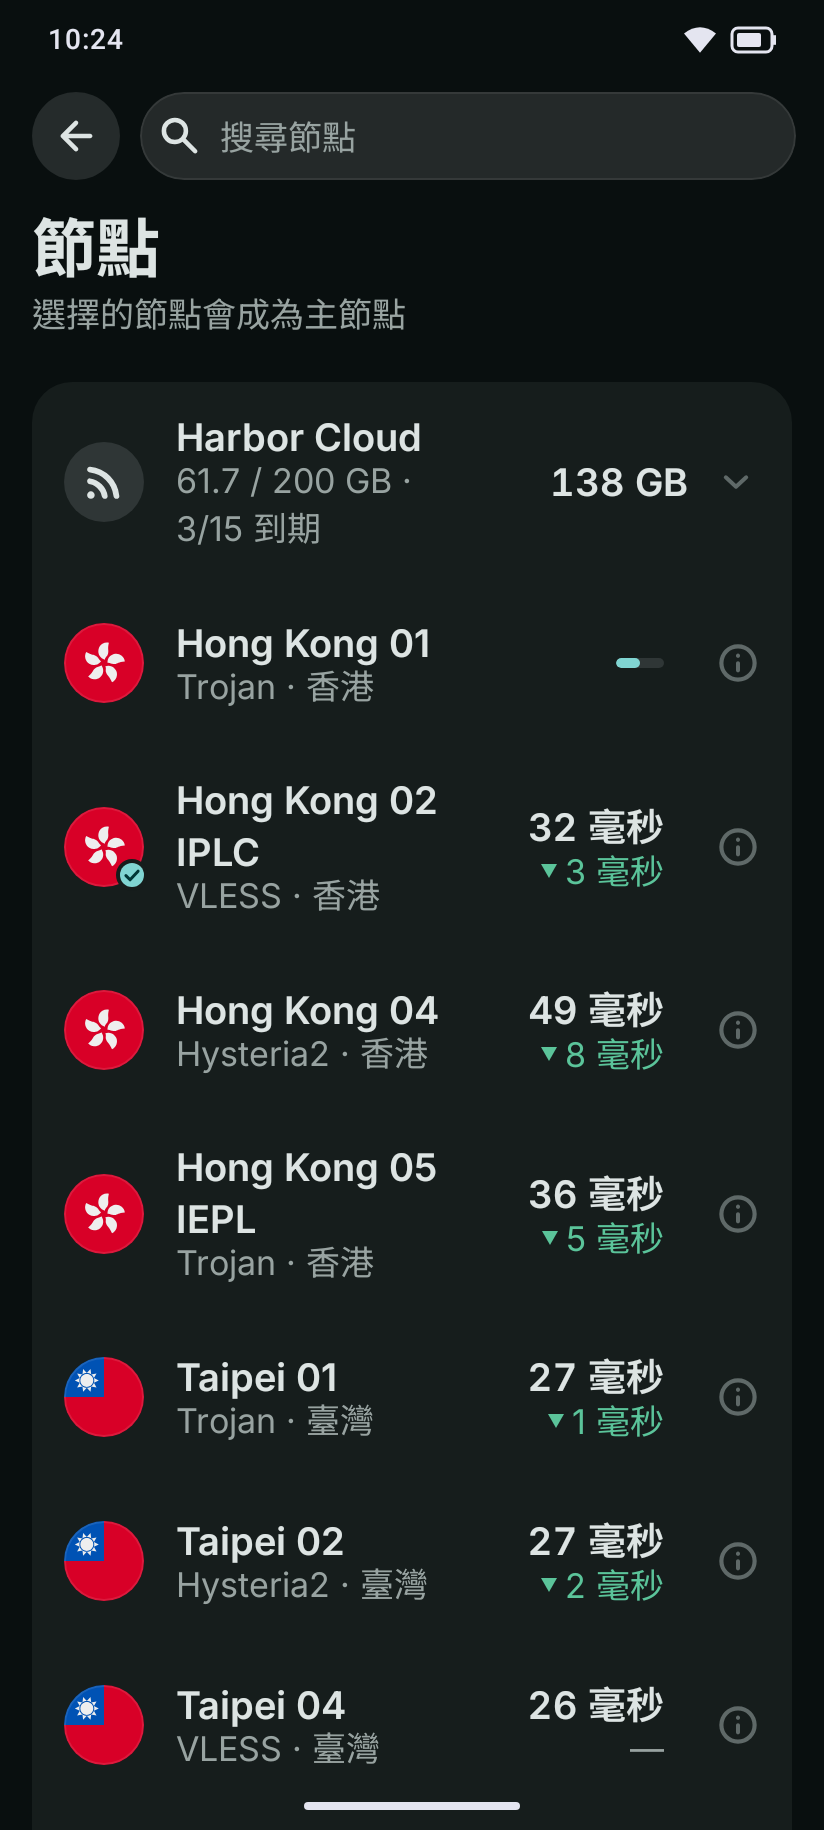 10:24
搜尋節點
節點
選擇的節點會成為主節點
Harbor Cloud
61.7 / 200 GB ·
3/15 到期
138 GB
Hong Kong 01
Trojan · 香港
Hong Kong 02
IPLC
VLESS · 香港
32 毫秒
▼3 毫秒
Hong Kong 04
Hysteria2 · 香港
49 毫秒
▼8 毫秒
Hong Kong 05
IEPL
Trojan · 香港
36 毫秒
▼5 毫秒
Taipei 01
Trojan · 臺灣
27 毫秒
▼1 毫秒
Taipei 02
Hysteria2 · 臺灣
27 毫秒
▼2 毫秒
Taipei 04
VLESS · 臺灣
26 毫秒
—